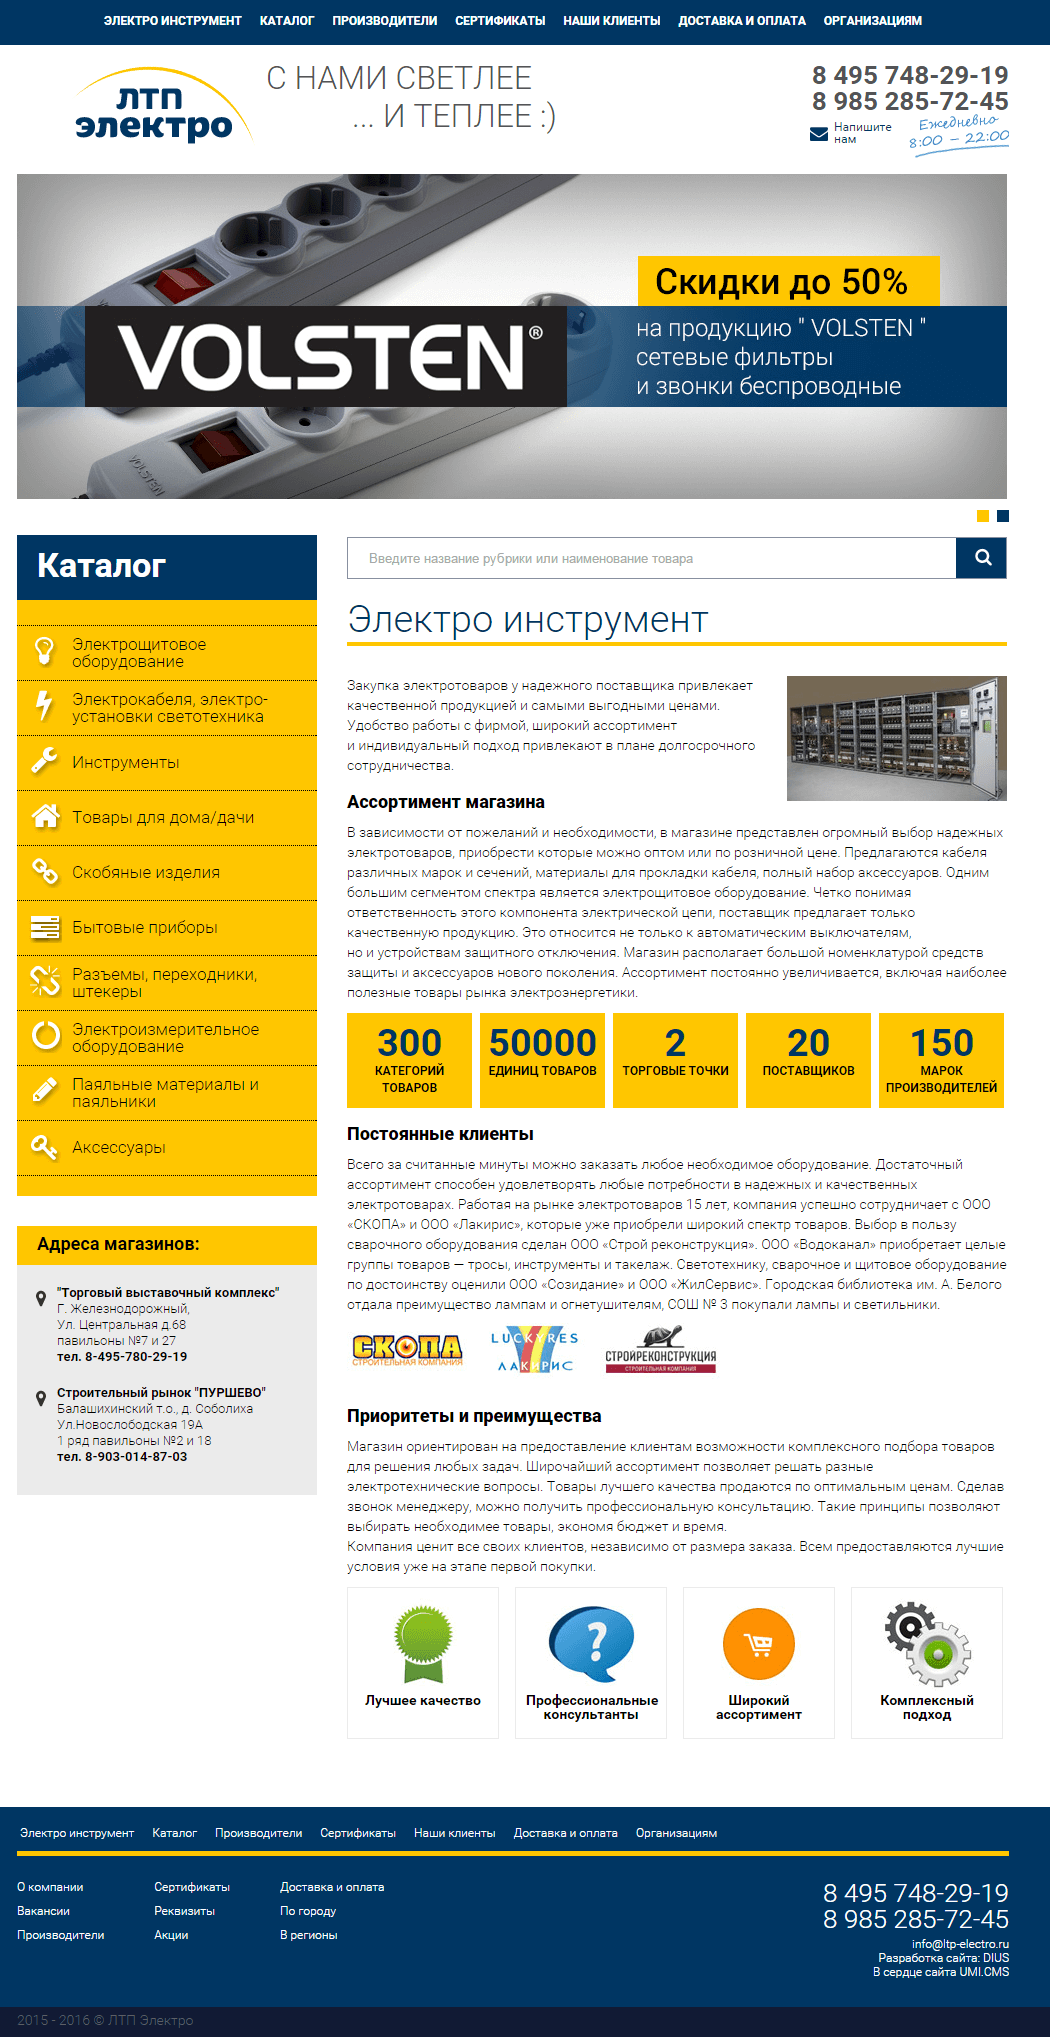 ЭЛЕКТРО ИНСТРУМЕНТ КАТАЛОГ ПРОИЗВОДИТЕЛИ СЕРТИФИКАТЫ НАШИ КЛИЕНТЫ ДОСТАВКА И ОПЛАТА ОРГАНИЗАЦИЯМ
ЛТП
электро
С НАМИ СВЕТЛЕЕ
... И ТЕПЛЕЕ :)
8 495 748-29-19
8 985 285-72-45
Напишите
нам
Ежедневно
8:00 – 22:00
Скидки до 50%
VOLSTEN®
на продукцию " VOLSTEN "
сетевые фильтры
и звонки беспроводные
VOLSTEN
Каталог
Электрощитовое
оборудование
Электрокабеля, электро-
установки светотехника
Инструменты
Товары для дома/дачи
Скобяные изделия
Бытовые приборы
Разъемы, переходники,
штекеры
Электроизмерительное
оборудование
Паяльные материалы и
паяльники
Аксессуары
Адреса магазинов:
"Торговый выставочный комплекс"
Г. Железнодорожный,
Ул. Центральная д.68
павильоны №7 и 27
тел. 8-495-780-29-19
Строительный рынок "ПУРШЕВО"
Балашихинский т.о., д. Соболиха
Ул.Новослободская 19А
1 ряд павильоны №2 и 18
тел. 8-903-014-87-03
Введите название рубрики или наименование товара
Электро инструмент
Закупка электротоваров у надежного поставщика привлекает
качественной продукцией и самыми выгодными ценами.
Удобство работы с фирмой, широкий ассортимент
и индивидуальный подход привлекают в плане долгосрочного
сотрудничества.
Ассортимент магазина
В зависимости от пожеланий и необходимости, в магазине представлен огромный выбор надежных
электротоваров, приобрести которые можно оптом или по розничной цене. Предлагаются кабеля
различных марок и сечений, материалы для прокладки кабеля, полный набор аксессуаров. Одним
большим сегментом спектра является электрощитовое оборудование. Четко понимая
ответственность этого компонента электрической цепи, поставщик предлагает только
качественную продукцию. Это относится не только к автоматическим выключателям,
но и устройствам защитного отключения. Магазин располагает большой номенклатурой средств
защиты и аксессуаров нового поколения. Ассортимент постоянно увеличивается, включая наиболее
полезные товары рынка электроэнергетики.
300
КАТЕГОРИЙ
ТОВАРОВ
50000
ЕДИНИЦ ТОВАРОВ
2
ТОРГОВЫЕ ТОЧКИ
20
ПОСТАВЩИКОВ
150
МАРОК
ПРОИЗВОДИТЕЛЕЙ
Постоянные клиенты
Всего за считанные минуты можно заказать любое необходимое оборудование. Достаточный
ассортимент способен удовлетворять любые потребности в надежных и качественных
электротоварах. Работая на рынке электротоваров 15 лет, компания успешно сотрудничает с ООО
«СКОПА» и ООО «Лакирис», которые уже приобрели широкий спектр товаров. Выбор в пользу
сварочного оборудования сделан ООО «Строй реконструкция». ООО «Водоканал» приобретает целые
группы товаров — тросы, инструменты и такелаж. Светотехнику, сварочное и щитовое оборудование
по достоинству оценили ООО «Созидание» и ООО «ЖилСервис». Городская библиотека им. А. Белого
отдала преимущество лампам и огнетушителям, СОШ № 3 покупали лампы и светильники.
СКОПА
СТРОИТЕЛЬНАЯ КОМПАНИЯ
LUCKYRES
ЛАКИРИС
СТРОЙРЕКОНСТРУКЦИЯ
СТРОИТЕЛЬНАЯ КОМПАНИЯ
Приоритеты и преимущества
Магазин ориентирован на предоставление клиентам возможности комплексного подбора товаров
для решения любых задач. Широчайший ассортимент позволяет решать разные
электротехнические вопросы. Товары лучшего качества продаются по оптимальным ценам. Сделав
звонок менеджеру, можно получить профессиональную консультацию. Такие принципы позволяют
выбирать необходимее товары, экономя бюджет и время.
Компания ценит все своих клиентов, независимо от размера заказа. Всем предоставляются лучшие
условия уже на этапе первой покупки.
Лучшее качество
Профессиональные
консультанты
Широкий
ассортимент
Комплексный
подход
Электро инструмент Каталог Производители Сертификаты Наши клиенты Доставка и оплата Организациям
О компании Сертификаты Доставка и оплата
Вакансии Реквизиты По городу
Производители Акции В регионы
8 495 748-29-19
8 985 285-72-45
info@ltp-electro.ru
Разработка сайта: DIUS
В сердце сайта UMI.CMS
2015 - 2016 © ЛТП Электро